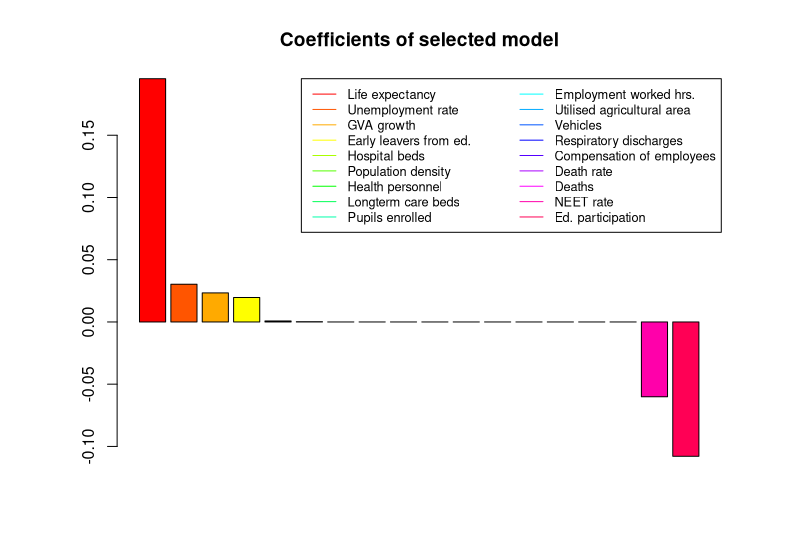 Coefficients of selected model
Life expectancy
Unemployment rate
GVA growth
Early leavers from ed.
Hospital beds
Population density
Health personnel
Longterm care beds
Pupils enrolled
Employment worked hrs.
Utilised agricultural area
Vehicles
Respiratory discharges
Compensation of employees
Death rate
Deaths
NEET rate
Ed. participation
0.15
0.10
0.05
0.00
-0.05
-0.10